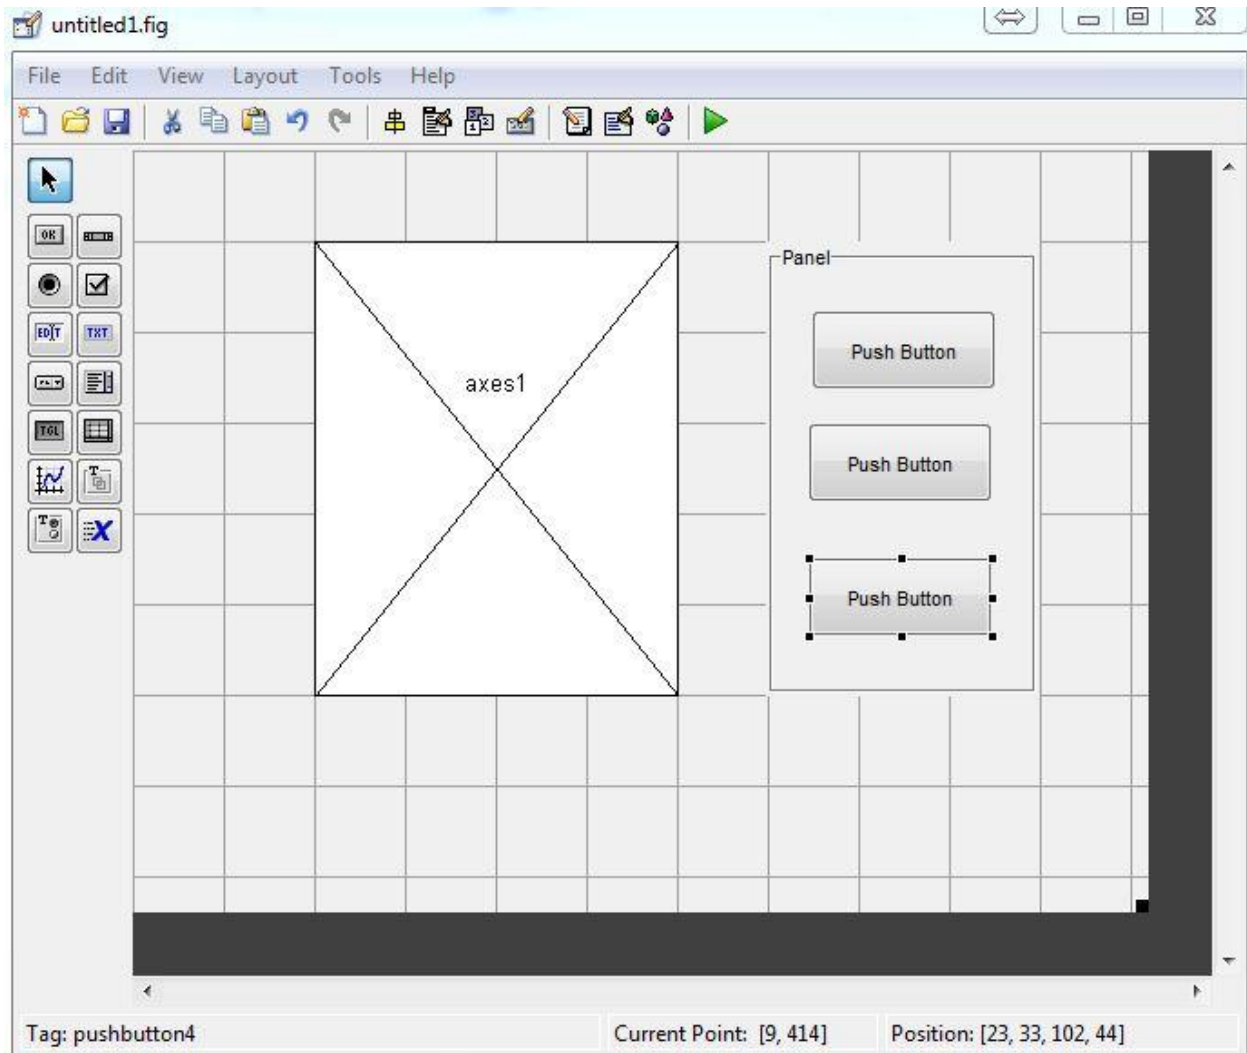 untitled1.fig
File Edit View Layout Tools Help
OK
EDIT TXT
TGL
Panel
Push Button
axes1
Push Button
Push Button
Tag: pushbutton4 Current Point: [9, 414] Position: [23, 33, 102, 44]